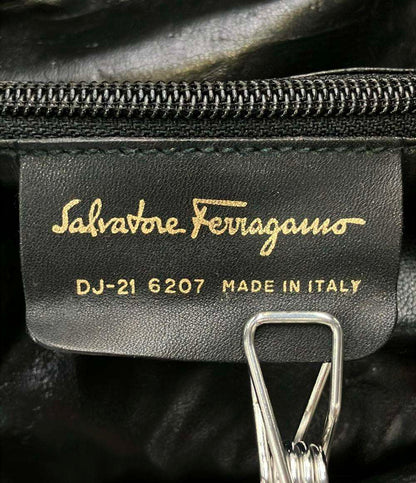 Salvatore Ferragamo
DJ-21 6207 MADE IN ITALY